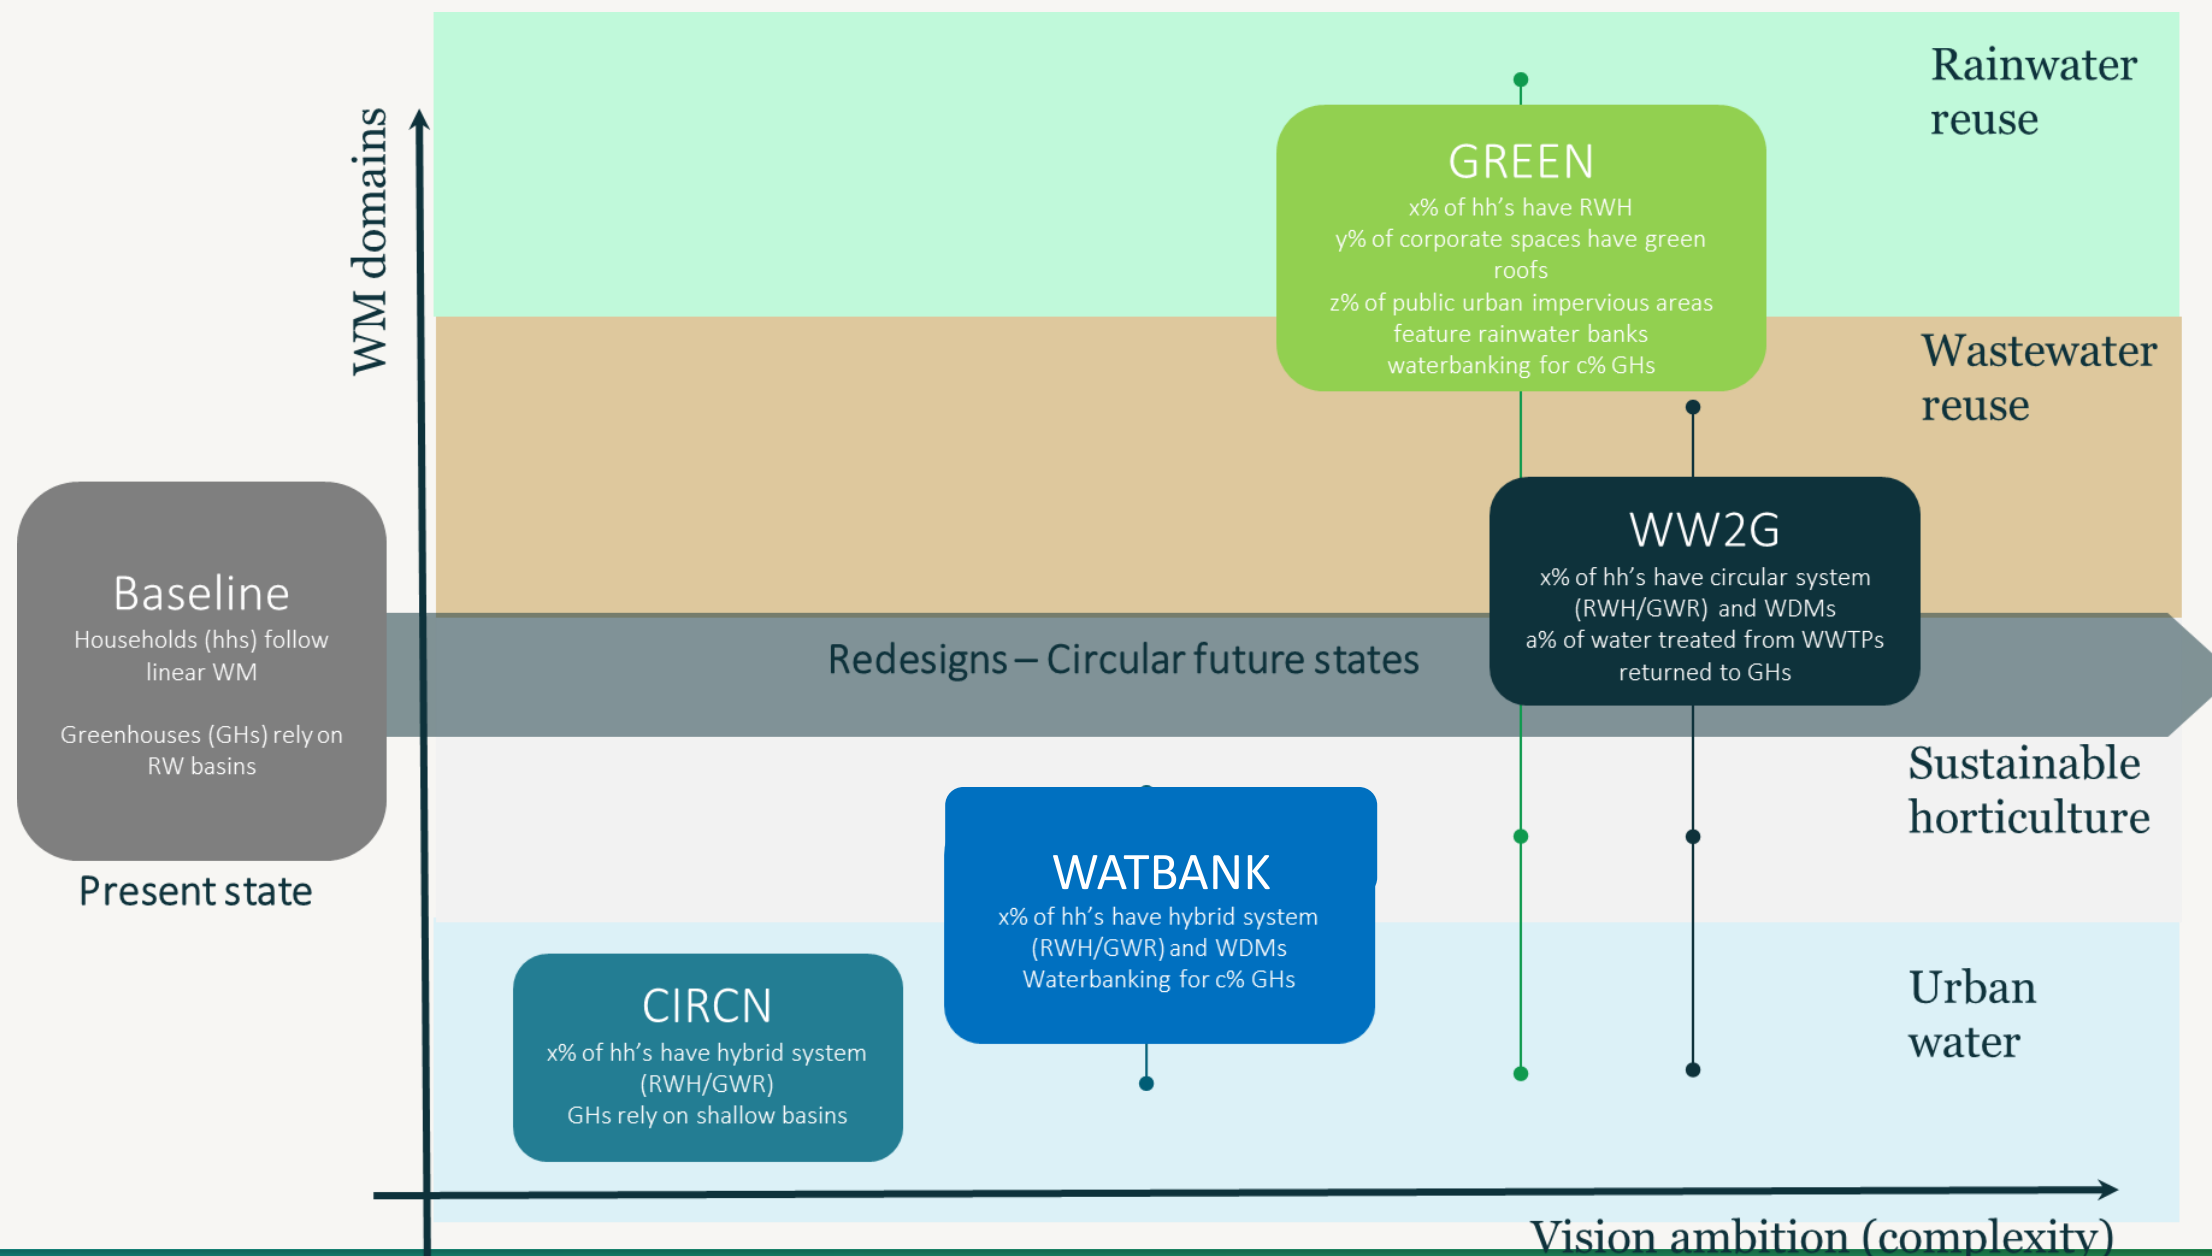 Rainwater
reuse
WM domains
GREEN
x% of hh's have RWH
y% of corporate spaces have green
roofs
z% of public urban impervious areas
feature rainwater banks
waterbanking for c% GHs
Wastewater
reuse
Baseline
Households (hhs) follow
linear WM
Greenhouses (GHs) rely on
RW basins
Present state
Redesigns – Circular future states
WW2G
x% of hh's have circular system
(RWH/GWR) and WDMs
a% of water treated from WWTPs
returned to GHs
Sustainable
horticulture
WATBANK
x% of hh's have hybrid system
(RWH/GWR) and WDMs
Waterbanking for c% GHs
CIRCN
x% of hh's have hybrid system
(RWH/GWR)
GHs rely on shallow basins
Urban
water
Vision ambition (complexity)